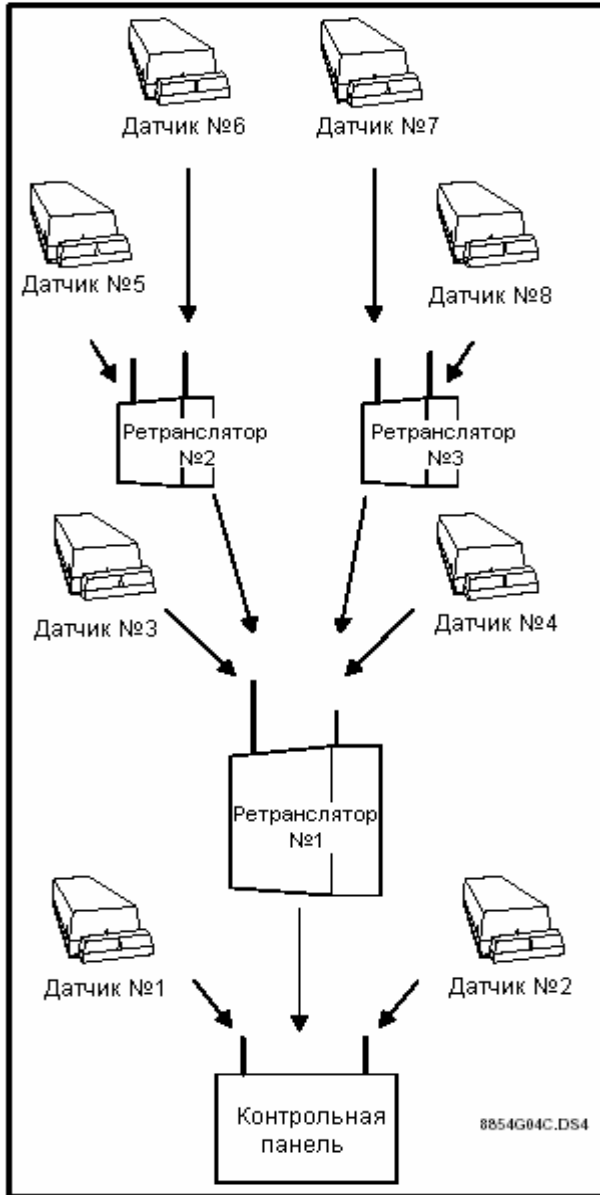 Датчик №6
Датчик №7
Датчик №5
Датчик №8
Ретранслятор
№2
Ретранслятор
№3
Датчик №3
Датчик №4
Ретранслятор
№1
Датчик №1
Датчик №2
Контрольная
панель
8854G04C.DS4